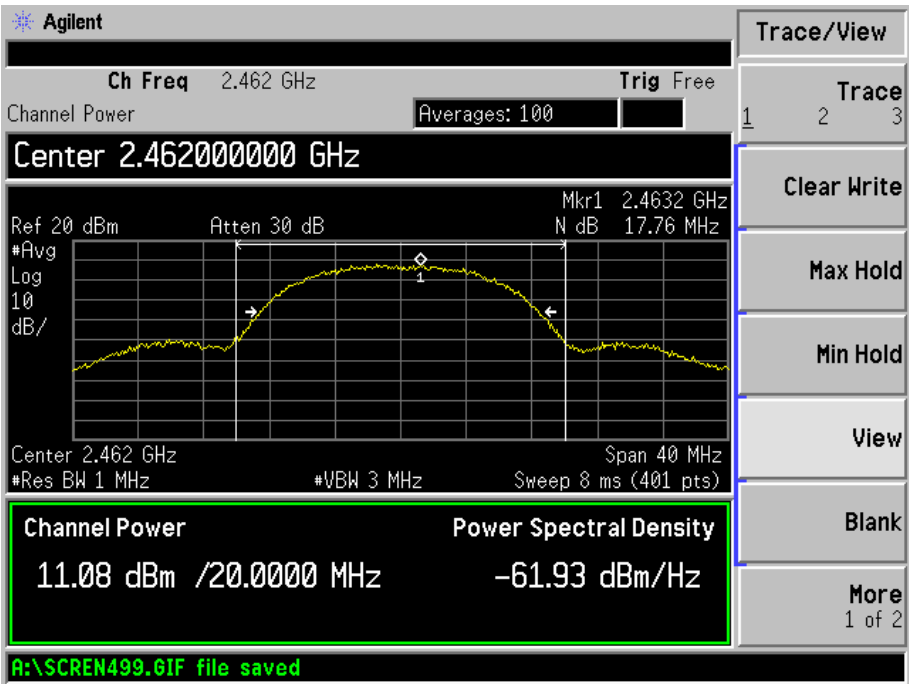 Agilent
Trace/View
Ch Freq 2.462 GHz Trig Free
Channel Power Averages: 100
Trace
1 2 3
Center 2.462000000 GHz
Clear Write
Mkr1 2.4632 GHz
Ref 20 dBm Atten 30 dB N dB 17.76 MHz
#Avg
Log
10
dB/
1
Max Hold
Min Hold
View
Center 2.462 GHz Span 40 MHz
#Res BW 1 MHz #VBW 3 MHz Sweep 8 ms (401 pts)
Channel Power Power Spectral Density
11.08 dBm /20.0000 MHz -61.93 dBm/Hz
Blank
More
1 of 2
A:\SCREN499.GIF file saved